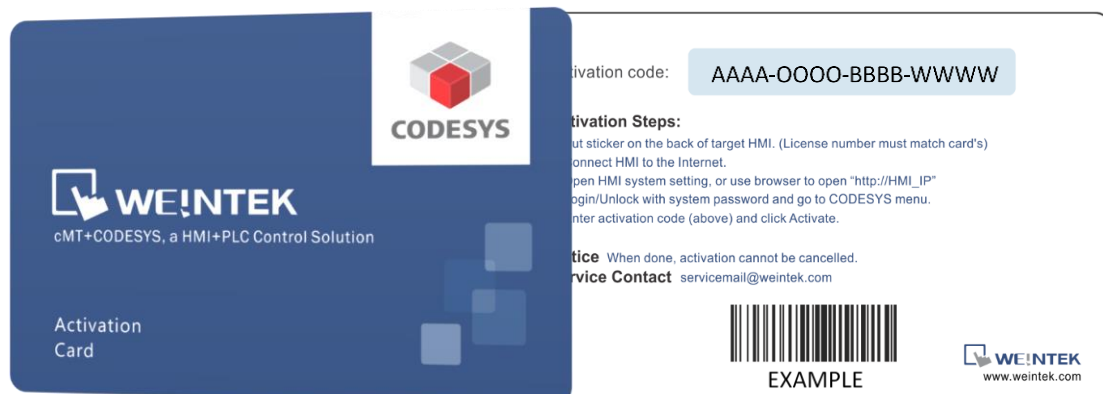 CODESYS
WEINTEK
cMT+CODESYS, a HMI+PLC Control Solution
Activation
Card
ivation code:
AAAA-OOOO-BBBB-WWWW
tivation Steps:
ut sticker on the back of target HMI. (License number must match card's)
onnect HMI to the Internet.
pen HMI system setting, or use browser to open “http://HMI_IP”
ogin/Unlock with system password and go to CODESYS menu.
nter activation code (above) and click Activate.
tice When done, activation cannot be cancelled.
rvice Contact servicemail@weintek.com
EXAMPLE
WEINTEK
www.weintek.com